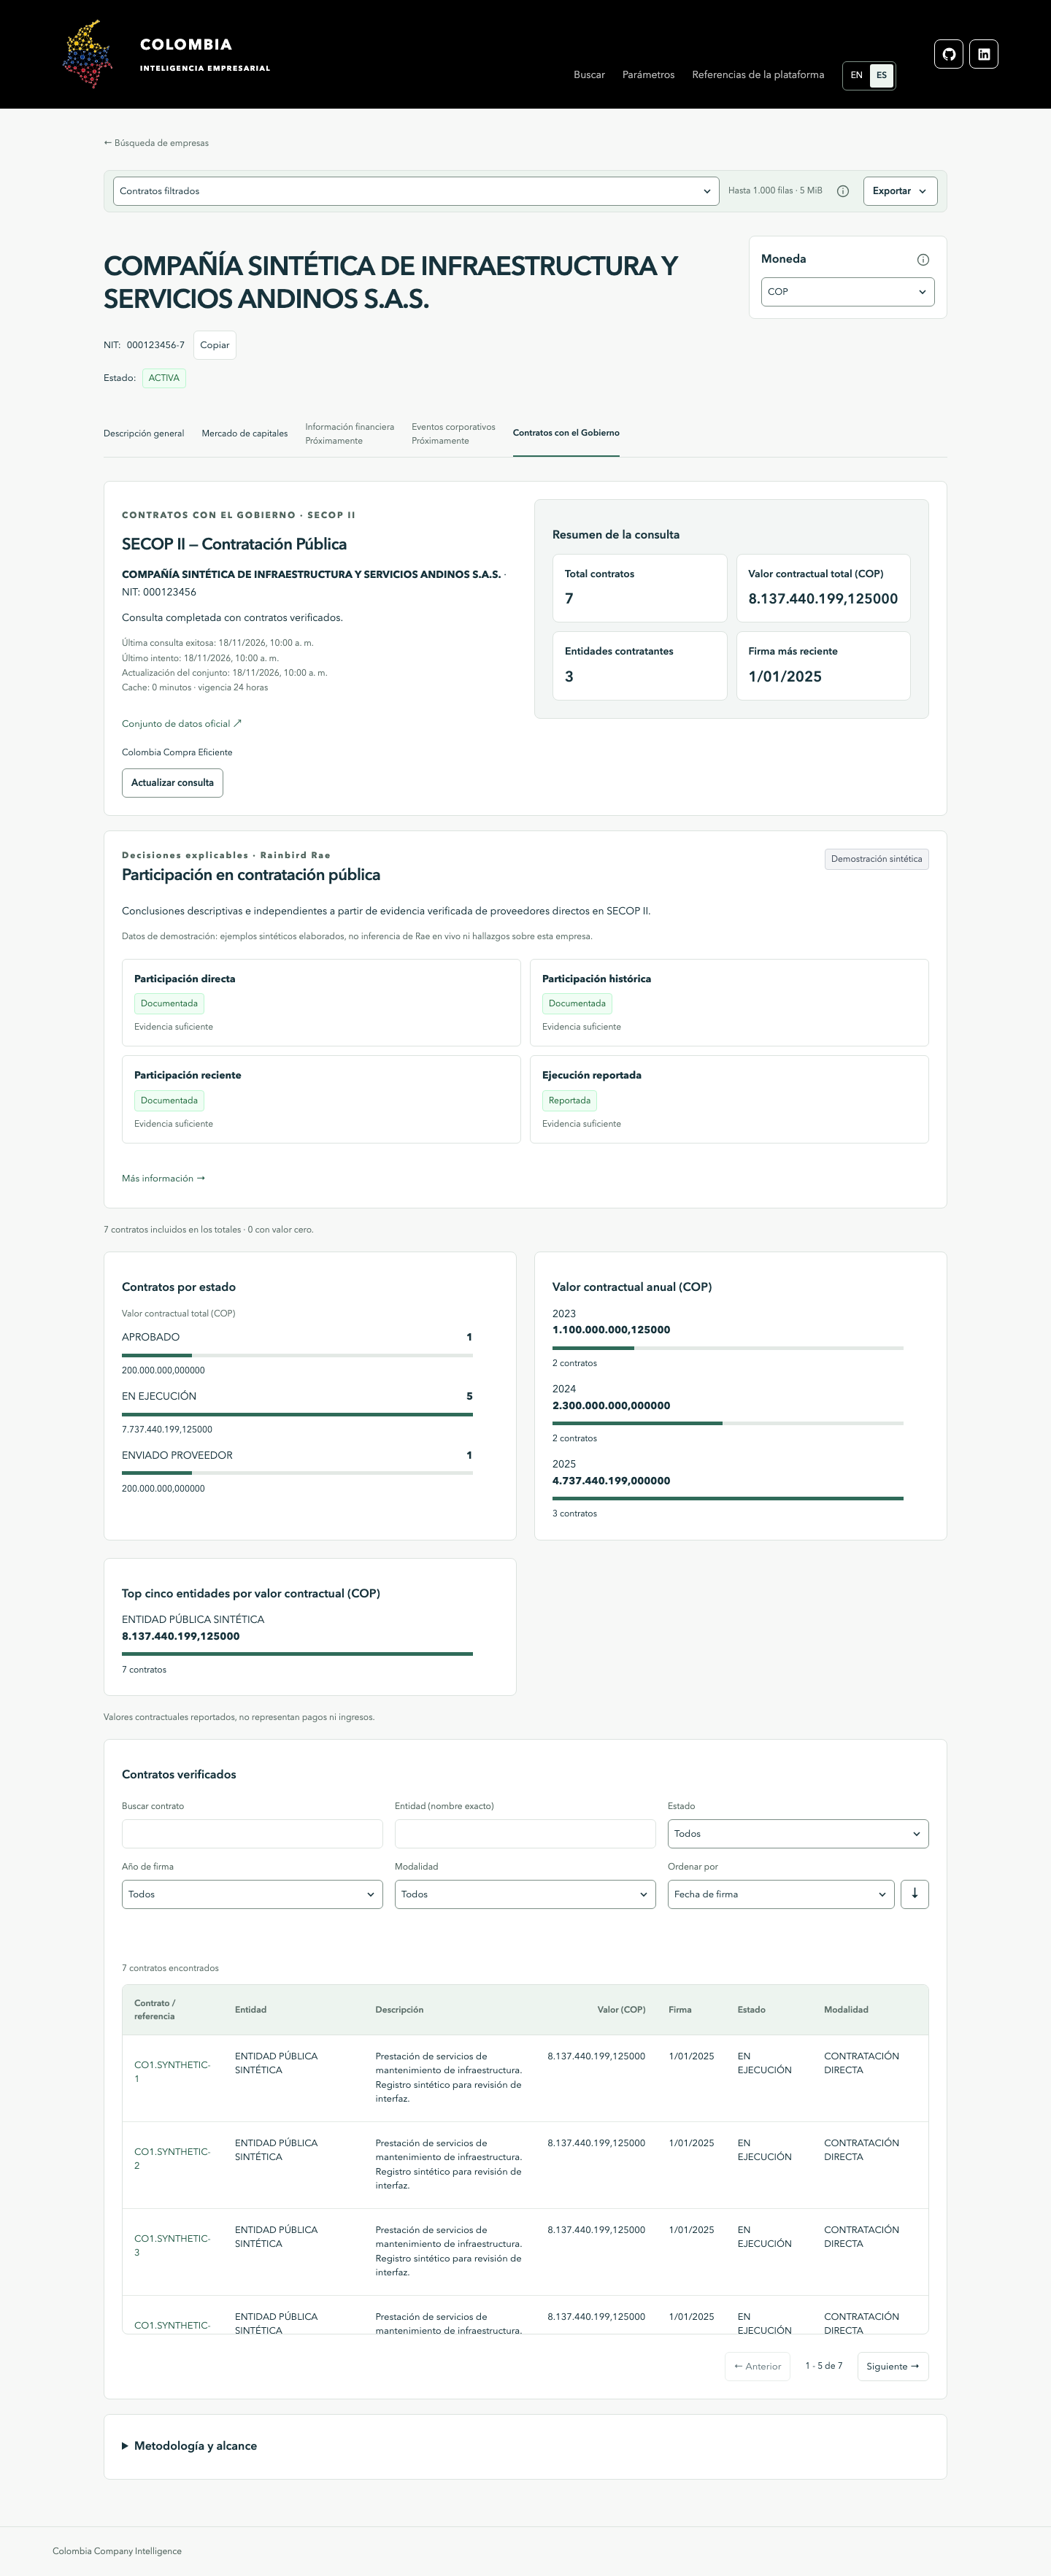 COLOMBIA
INTELIGENCIA EMPRESARIAL
Buscar
Parámetros
Referencias de la plataforma
EN
ES
← Búsqueda de empresas
Contratos filtrados
Hasta 1.000 filas · 5 MiB
Exportar
COMPAÑÍA SINTÉTICA DE INFRAESTRUCTURA Y
SERVICIOS ANDINOS S.A.S.
Moneda
COP
NIT: 000123456-7
Copiar
Estado: ACTIVA
Descripción general
Mercado de capitales
Información financiera
Próximamente
Eventos corporativos
Próximamente
Contratos con el Gobierno
CONTRATOS CON EL GOBIERNO · SECOP II
SECOP II — Contratación Pública
COMPAÑÍA SINTÉTICA DE INFRAESTRUCTURA Y SERVICIOS ANDINOS S.A.S. ·
NIT: 000123456
Consulta completada con contratos verificados.
Última consulta exitosa: 18/11/2026, 10:00 a. m.
Último intento: 18/11/2026, 10:00 a. m.
Actualización del conjunto: 18/11/2026, 10:00 a. m.
Cache: 0 minutos · vigencia 24 horas
Conjunto de datos oficial ↗
Colombia Compra Eficiente
Actualizar consulta
Resumen de la consulta
Total contratos
7
Valor contractual total (COP)
8.137.440.199,125000
Entidades contratantes
3
Firma más reciente
1/01/2025
Decisiones explicables · Rainbird Rae
Participación en contratación pública
Demostración sintética
Conclusiones descriptivas e independientes a partir de evidencia verificada de proveedores directos en SECOP II.
Datos de demostración: ejemplos sintéticos elaborados, no inferencia de Rae en vivo ni hallazgos sobre esta empresa.
Participación directa
Documentada
Evidencia suficiente
Participación histórica
Documentada
Evidencia suficiente
Participación reciente
Documentada
Evidencia suficiente
Ejecución reportada
Reportada
Evidencia suficiente
Más información →
7 contratos incluidos en los totales · 0 con valor cero.
Contratos por estado
Valor contractual total (COP)
APROBADO 1
200.000.000,000000
EN EJECUCIÓN 5
7.737.440.199,125000
ENVIADO PROVEEDOR 1
200.000.000,000000
Valor contractual anual (COP)
2023
1.100.000.000,125000
2 contratos
2024
2.300.000.000,000000
2 contratos
2025
4.737.440.199,000000
3 contratos
Top cinco entidades por valor contractual (COP)
ENTIDAD PÚBLICA SINTÉTICA
8.137.440.199,125000
7 contratos
Valores contractuales reportados, no representan pagos ni ingresos.
Contratos verificados
Buscar contrato
Entidad (nombre exacto)
Estado
Todos
Año de firma
Todos
Modalidad
Todos
Ordenar por
Fecha de firma
↓
7 contratos encontrados
Contrato /
referencia
Entidad
Descripción
Valor (COP)
Firma
Estado
Modalidad
CO1.SYNTHETIC-
1
ENTIDAD PÚBLICA
SINTÉTICA
Prestación de servicios de
mantenimiento de infraestructura.
Registro sintético para revisión de
interfaz.
8.137.440.199,125000
1/01/2025
EN
EJECUCIÓN
CONTRATACIÓN
DIRECTA
CO1.SYNTHETIC-
2
ENTIDAD PÚBLICA
SINTÉTICA
Prestación de servicios de
mantenimiento de infraestructura.
Registro sintético para revisión de
interfaz.
8.137.440.199,125000
1/01/2025
EN
EJECUCIÓN
CONTRATACIÓN
DIRECTA
CO1.SYNTHETIC-
3
ENTIDAD PÚBLICA
SINTÉTICA
Prestación de servicios de
mantenimiento de infraestructura.
Registro sintético para revisión de
interfaz.
8.137.440.199,125000
1/01/2025
EN
EJECUCIÓN
CONTRATACIÓN
DIRECTA
CO1.SYNTHETIC-
ENTIDAD PÚBLICA
SINTÉTICA
Prestación de servicios de
mantenimiento de infraestructura.
8.137.440.199,125000
1/01/2025
EN
EJECUCIÓN
CONTRATACIÓN
DIRECTA
← Anterior
1 - 5 de 7
Siguiente →
▶ Metodología y alcance
Colombia Company Intelligence